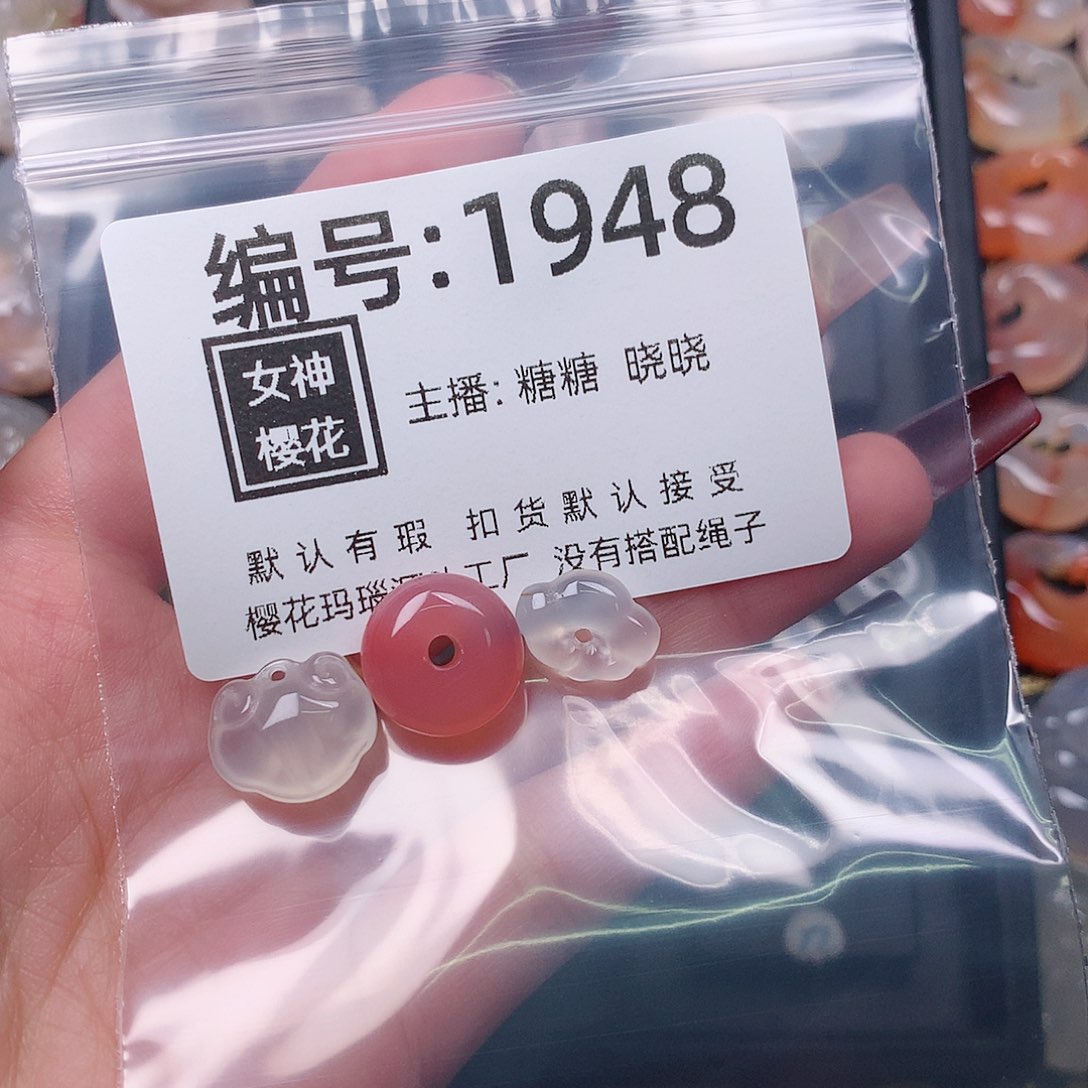 编号:1948
女神
樱花
主播: 糖糖 晓晓
默认有瑕 扣货默认接受
樱花玛瑙工厂 没有搭配绳子